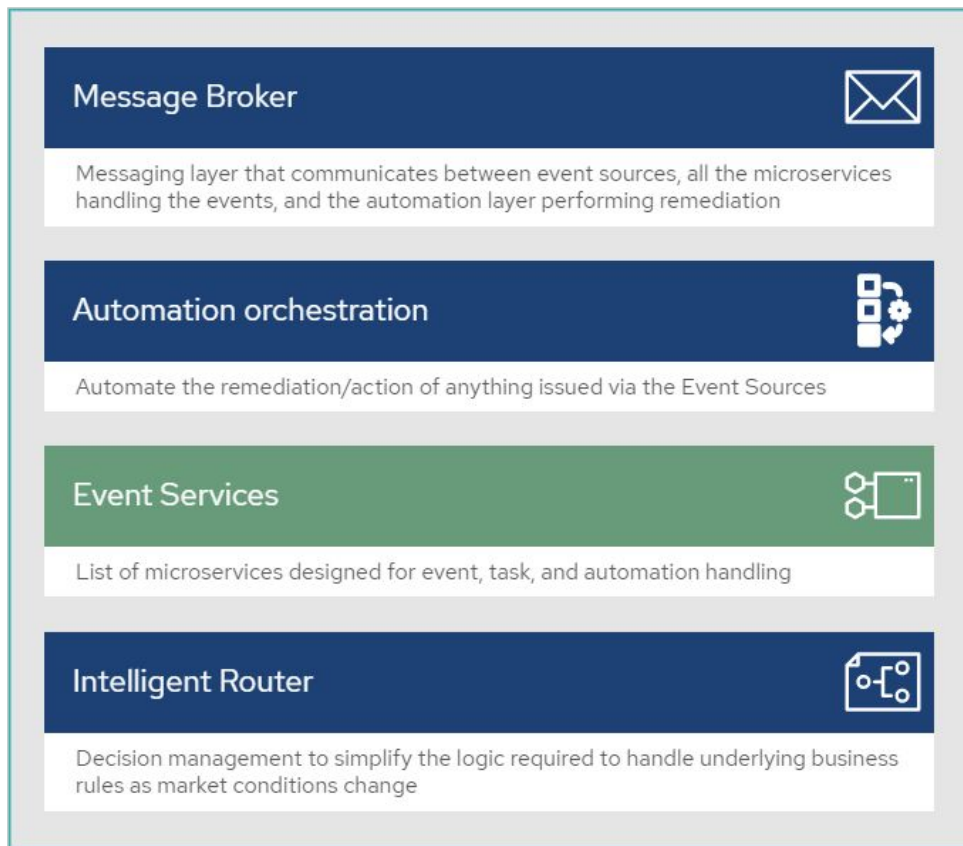 Message Broker
Messaging layer that communicates between event sources, all the microservices
handling the events, and the automation layer performing remediation
Automation orchestration
Automate the remediation/action of anything issued via the Event Sources
Event Services
List of microservices designed for event, task, and automation handling
Intelligent Router
Decision management to simplify the logic required to handle underlying business
rules as market conditions change